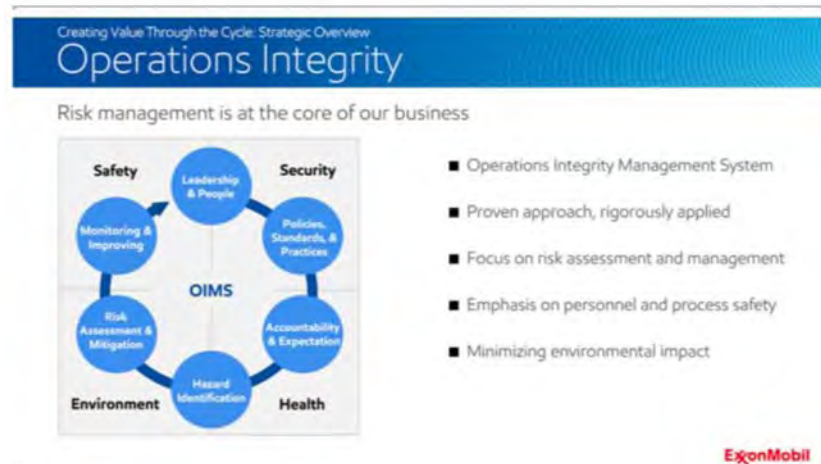 Creating Value Through the Cycle: Strategic Overview
Operations Integrity
Risk management is at the core of our business
Safety
Security
Leadership
& People
Policies,
Standards, &
Practices
Accountability
& Expectation
Hazard
Identification
Risk
Assessment &
Mitigation
Monitoring &
Improving
OIMS
Environment
Health
■ Operations Integrity Management System
■ Proven approach, rigorously applied
■ Focus on risk assessment and management
■ Emphasis on personnel and process safety
■ Minimizing environmental impact
ExxonMobil